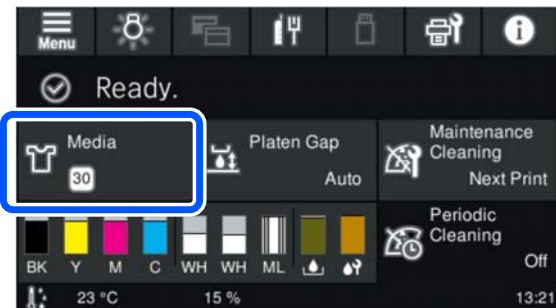 Menu
Ready.
Media
30
Platen Gap
Auto
Maintenance
Cleaning
Next Print
BK Y M C WH WH ML
Periodic
Cleaning
Off
23 °C 15 % 13:21